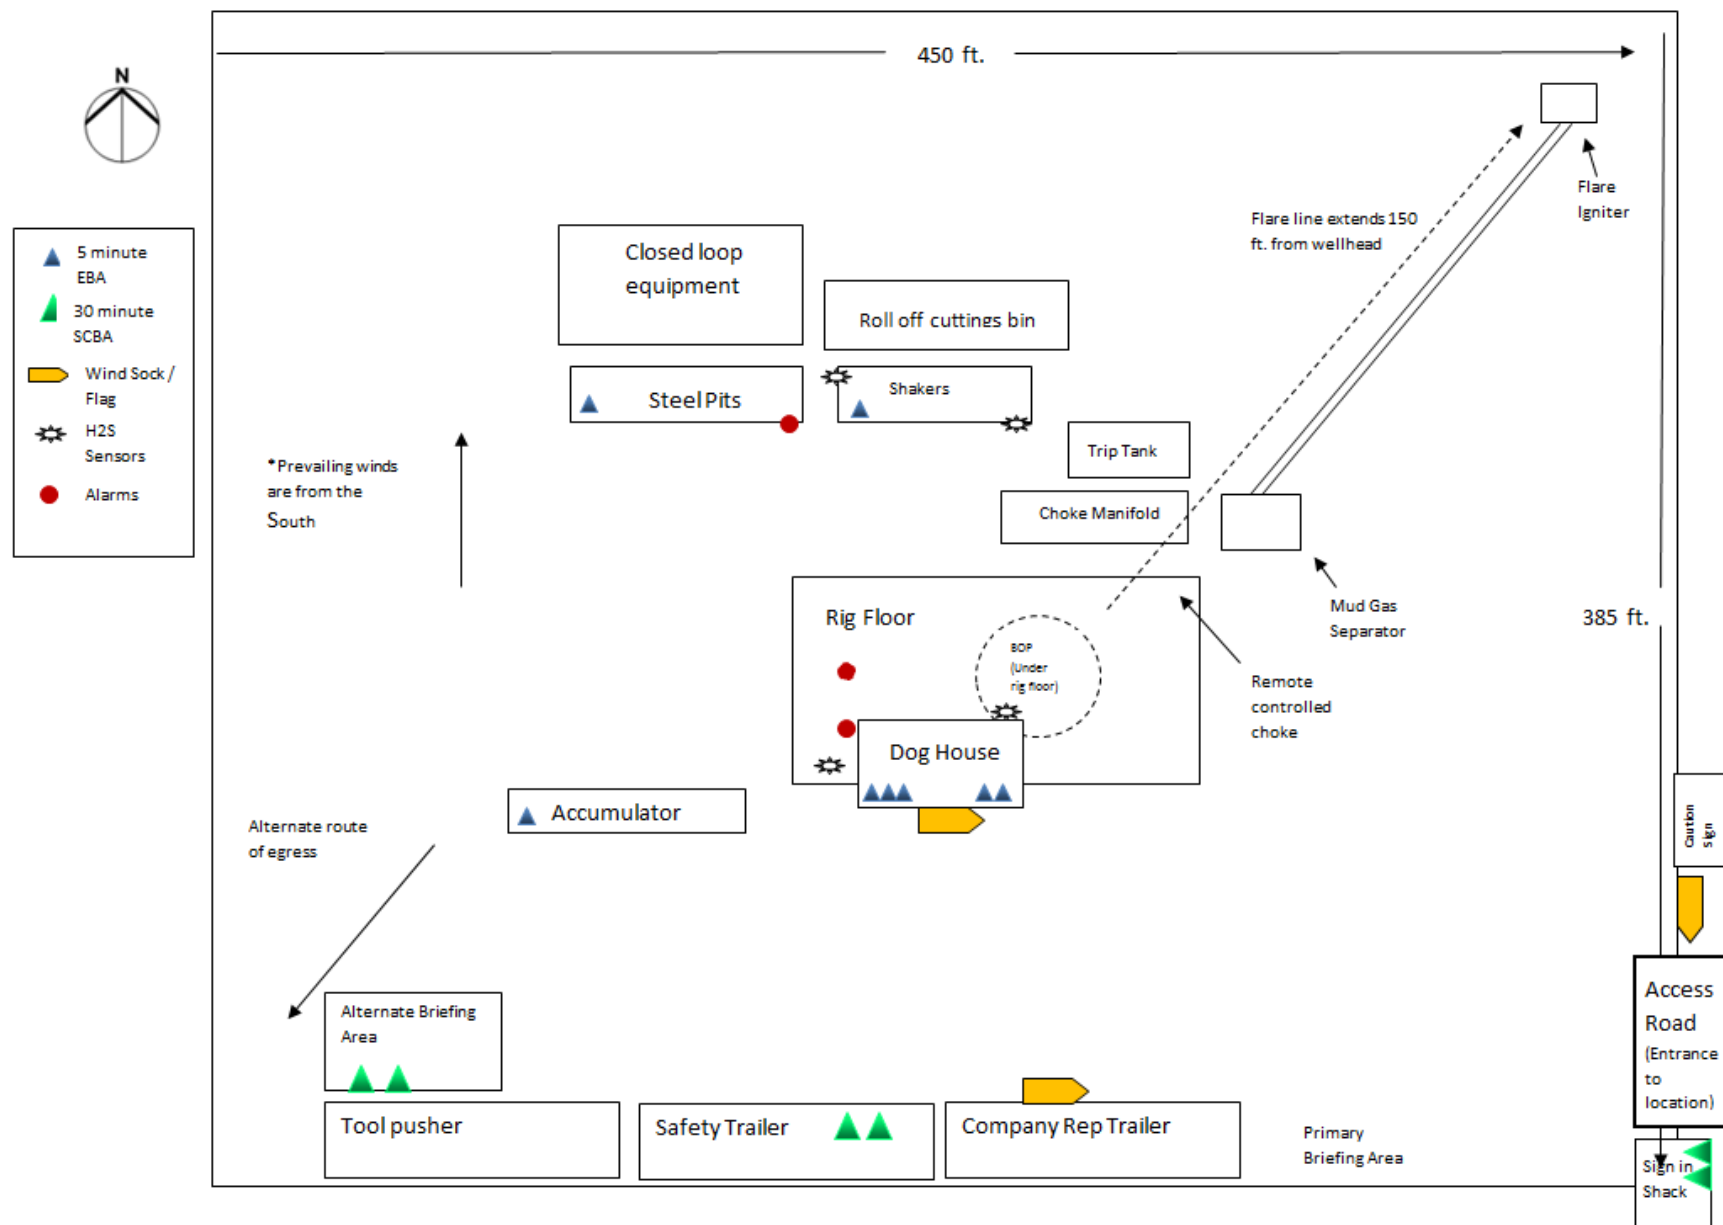 450 ft.
N
Flare
Igniter
Flare line extends 150
ft. from wellhead
5 minute
EBA
30 minute
SCBA
Wind Sock /
Flag
H2S
Sensors
Alarms
Closed loop
equipment
Roll off cuttings bin
Steel Pits
Shakers
Trip Tank
Choke Manifold
*Prevailing winds
are from the
South
Mud Gas
Separator
385 ft.
Rig Floor
BOP
(Under
rig floor)
Remote
controlled
choke
Dog House
Accumulator
Alternate route
of egress
Caution
Sign
Access
Road
(Entrance
to
location)
Alternate Briefing
Area
Tool pusher
Safety Trailer
Company Rep Trailer
Primary
Briefing Area
Sign in
Shack